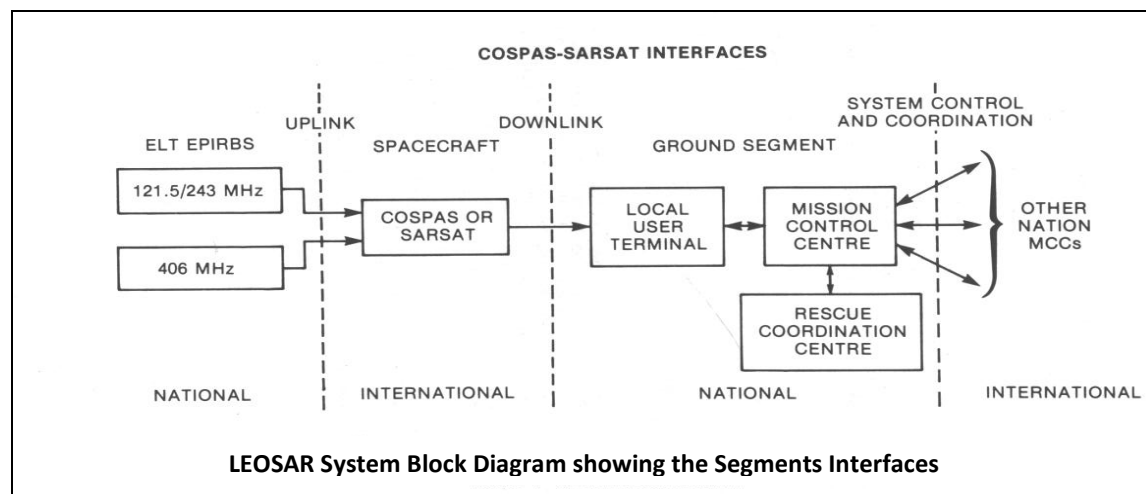 COSPAS-SARSAT INTERFACES
SYSTEM CONTROL
AND COORDINATION
UPLINK
DOWNLINK
ELT EPIRBS
SPACECRAFT
GROUND SEGMENT
121.5/243 MHz
406 MHz
COSPAS OR
SARSAT
LOCAL
USER
TERMINAL
MISSION
CONTROL
CENTRE
OTHER
NATION
MCCs
RESCUE
COORDINATION
CENTRE
NATIONAL
INTERNATIONAL
NATIONAL
INTERNATIONAL
LEOSAR System Block Diagram showing the Segments Interfaces